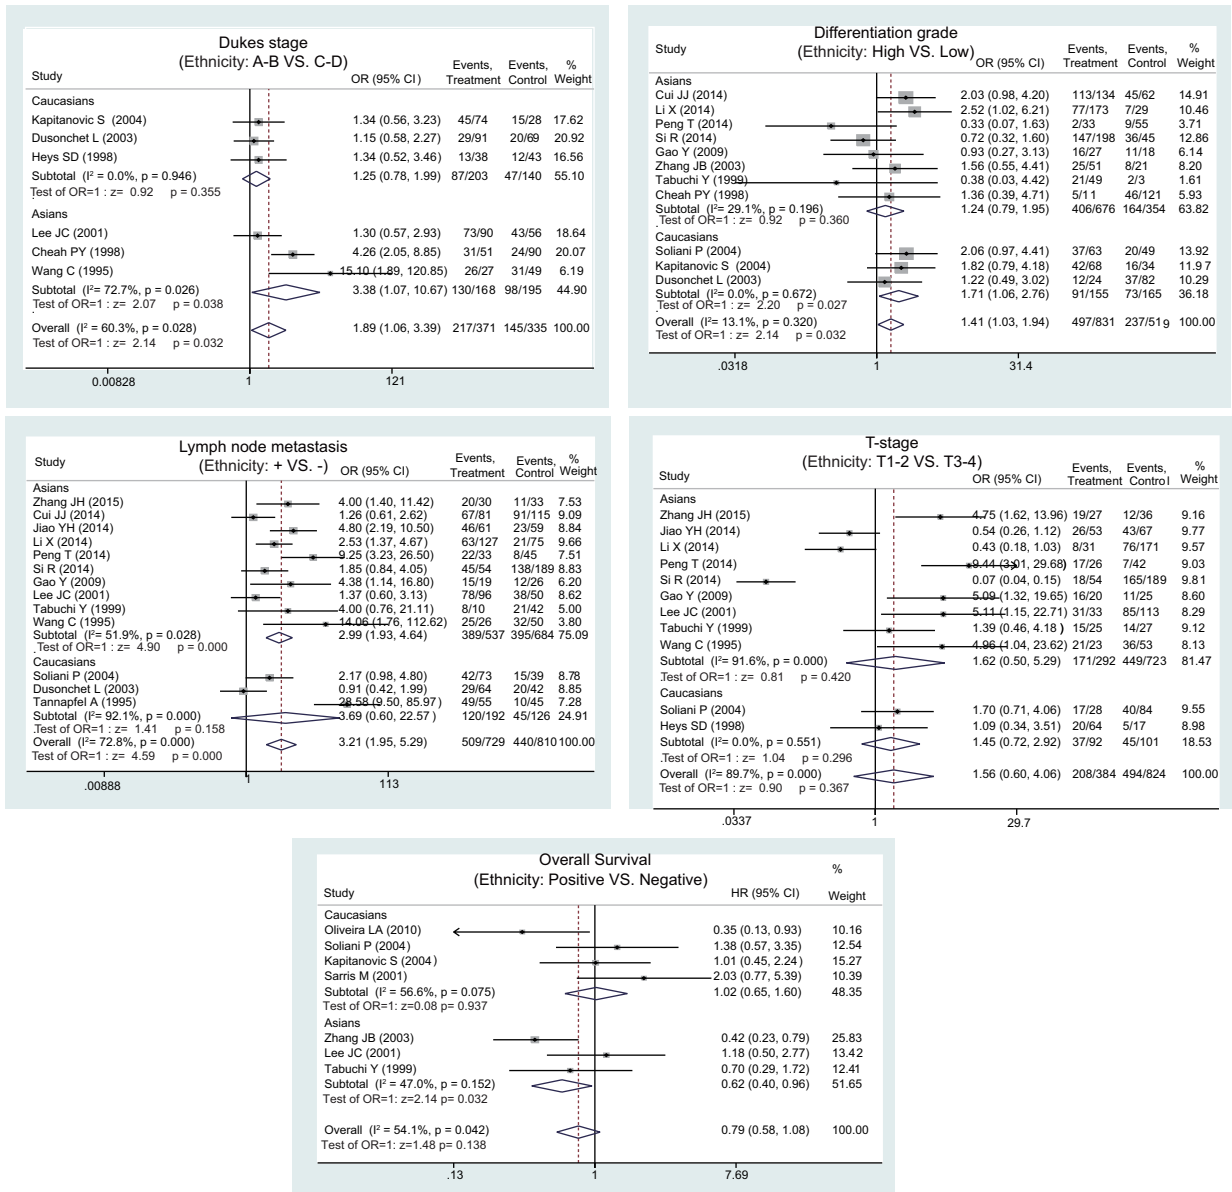 Dukes stage
(Ethnicity: A-B VS. C-D)
Study OR (95% CI) Events, Treatment Events, Control % Weight
Caucasians
Kapitanovic S (2004) 1.34 (0.56, 3.23) 45/74 15/28 17.62
Dusonchet L (2003) 1.15 (0.58, 2.27) 29/91 20/69 20.92
Heys SD (1998) 1.34 (0.52, 3.46) 13/38 12/43 16.56
Subtotal (I² = 0.0%, p = 0.946) 1.25 (0.78, 1.99) 87/203 47/140 55.10
Test of OR=1 : z= 0.92 p = 0.355
Asians
Lee JC (2001) 1.30 (0.57, 2.93) 73/90 43/56 18.64
Cheah PY (1998) 4.26 (2.05, 8.85) 31/51 24/90 20.07
Wang C (1995) 15.10 (1.89, 120.85) 26/27 31/49 6.19
Subtotal (I²= 72.7%, p = 0.026) 3.38 (1.07, 10.67) 130/168 98/195 44.90
Test of OR=1 : z= 2.07 p = 0.038
Overall (I² = 60.3%, p = 0.028) 1.89 (1.06, 3.39) 217/371 145/335 100.00
Test of OR=1 : z= 2.14 p = 0.032
0.00828 1 121
Differentiation grade
(Ethnicity: High VS. Low)
Study OR (95% CI) Events, Treatment Events, Control % Weight
Asians
Cui JJ (2014) 2.03 (0.98, 4.20) 113/134 45/62 14.91
Li X (2014) 2.52 (1.02, 6.21) 77/173 7/29 10.46
Peng T (2014) 0.33 (0.07, 1.63) 2/33 9/55 3.71
Si R (2014) 0.72 (0.32, 1.60) 147/198 36/45 12.86
Gao Y (2009) 0.93 (0.27, 3.13) 16/27 11/18 6.14
Zhang JB (2003) 1.56 (0.55, 4.41) 25/51 8/21 8.20
Tabuchi Y (1999) 0.38 (0.03, 4.42) 21/49 2/3 1.61
Cheah PY (1998) 1.36 (0.39, 4.71) 5/11 46/121 5.93
Subtotal (I²= 29.1%, p = 0.196) 1.24 (0.79, 1.95) 406/676 164/354 63.82
Test of OR=1 : z= 0.92 p = 0.360
Caucasians
Soliani P (2004) 2.06 (0.97, 4.41) 37/63 20/49 13.92
Kapitanovic S (2004) 1.82 (0.79, 4.18) 42/68 16/34 11.9 7
Dusonchet L (2003) 1.22 (0.49, 3.02) 12/24 37/82 10.29
Subtotal (I²= 0.0%, p = 0.672) 1.71 (1.06, 2.76) 91/155 73/165 36.18
Test of OR=1 : z= 2.20 p = 0.027
Overall (I²= 13.1%, p = 0.320) 1.41 (1.03, 1.94) 497/831 237/519 100.00
Test of OR=1 : z= 2.14 p = 0.032
.0318 1 31.4
Lymph node metastasis
(Ethnicity: + VS. -)
Study OR (95% CI) Events, Treatment Events, Control % Weight
Asians
Zhang JH (2015) 4.00 (1.40, 11.42) 20/30 11/33 7.53
Cui JJ (2014) 1.26 (0.61, 2.62) 67/81 91/115 9.09
Jiao YH (2014) 4.80 (2.19, 10.50) 46/61 23/59 8.84
Li X (2014) 2.53 (1.37, 4.67) 63/127 21/75 9.66
Peng T (2014) 9.25 (3.23, 26.50) 22/33 8/45 7.51
Si R (2014) 1.85 (0.84, 4.05) 45/54 138/189 8.83
Gao Y (2009) 4.38 (1.14, 16.80) 15/19 12/26 6.20
Lee JC (2001) 1.37 (0.60, 3.13) 78/96 38/50 8.62
Tabuchi Y (1999) 4.00 (0.76, 21.11) 8/10 21/42 5.00
Wang C (1995) 14.06 (1.76, 112.62) 25/26 32/50 3.80
Subtotal (I²= 51.9%, p = 0.028) 2.99 (1.93, 4.64) 389/537 395/684 75.09
.Test of OR=1 : z= 4.90 p = 0.000
Caucasians
Soliani P (2004) 2.17 (0.98, 4.80) 42/73 15/39 8.78
Dusonchet L (2003) 0.91 (0.42, 1.99) 29/64 20/42 8.85
Tannapfel A (1995) 28.58 (9.50, 85.97) 49/55 10/45 7.28
Subtotal (I²= 92.1%, p = 0.000) 3.69 (0.60, 22.57) 120/192 45/126 24.91
.Test of OR=1 : z= 1.41 p = 0.158
Overall (I²= 72.8%, p = 0.000) 3.21 (1.95, 5.29) 509/729 440/810 100.00
Test of OR=1 : z= 4.59 p = 0.000
.00888 1 113
T-stage
(Ethnicity: T1-2 VS. T3-4)
Study OR (95% CI) Events, Treatment Events, Control % Weight
Asians
Zhang JH (2015) 4.75 (1.62, 13.96) 19/27 12/36 9.16
Jiao YH (2014) 0.54 (0.26, 1.12) 26/53 43/67 9.77
Li X (2014) 0.43 (0.18, 1.03) 8/31 76/171 9.57
Peng T (2014) 9.44 (3.01, 29.68) 17/26 7/42 9.03
Si R (2014) 0.07 (0.04, 0.15) 18/54 165/189 9.81
Gao Y (2009) 5.09 (1.32, 19.65) 16/20 11/25 8.60
Lee JC (2001) 5.11 (1.15, 22.71) 31/33 85/113 8.29
Tabuchi Y (1999) 1.39 (0.46, 4.18 ) 15/25 14/27 9.12
Wang C (1995) 4.96 (1.04, 23.62) 21/23 36/53 8.13
Subtotal (I²= 91.6%, p = 0.000) 1.62 (0.50, 5.29) 171/292 449/723 81.47
.Test of OR=1 : z= 0.81 p = 0.420
Caucasians
Soliani P (2004) 1.70 (0.71, 4.06) 17/28 40/84 9.55
Heys SD (1998) 1.09 (0.34, 3.51) 20/64 5/17 8.98
Subtotal (I²= 0.0%, p = 0.551) 1.45 (0.72, 2.92) 37/92 45/101 18.53
.Test of OR=1 : z= 1.04 p = 0.296
Overall (I²= 89.7%, p = 0.000) 1.56 (0.60, 4.06) 208/384 494/824 100.00
Test of OR=1 : z= 0.90 p = 0.367
.0337 1 29.7
Overall Survival
(Ethnicity: Positive VS. Negative)
Study HR (95% CI) % Weight
Caucasians
Oliveira LA (2010) 0.35 (0.13, 0.93) 10.16
Soliani P (2004) 1.38 (0.57, 3.35) 12.54
Kapitanovic S (2004 ) 1.01 (0.45, 2.24) 15.27
Sarris M (2001) 2.03 (0.77, 5.39) 10.39
Subtotal (I² = 56.6%, p = 0.075) 1.02 (0.65, 1.60) 48.35
Test of OR=1: z=0.08 p= 0.937
Asians
Zhang JB (2003) 0.42 (0.23, 0.79) 25.83
Lee JC (2001) 1.18 (0.50, 2.77) 13.42
Tabuchi Y (1999) 0.70 (0.29, 1.72) 12.41
Subtotal (I² = 47.0%, p = 0.152) 0.62 (0.40, 0.96) 51.65
Test of OR=1: z=2.14 p= 0.032
Overall (I² = 54.1%, p = 0.042) 0.79 (0.58, 1.08) 100.00
Test of OR=1: z=1.48 p= 0.138
.13 1 7.69